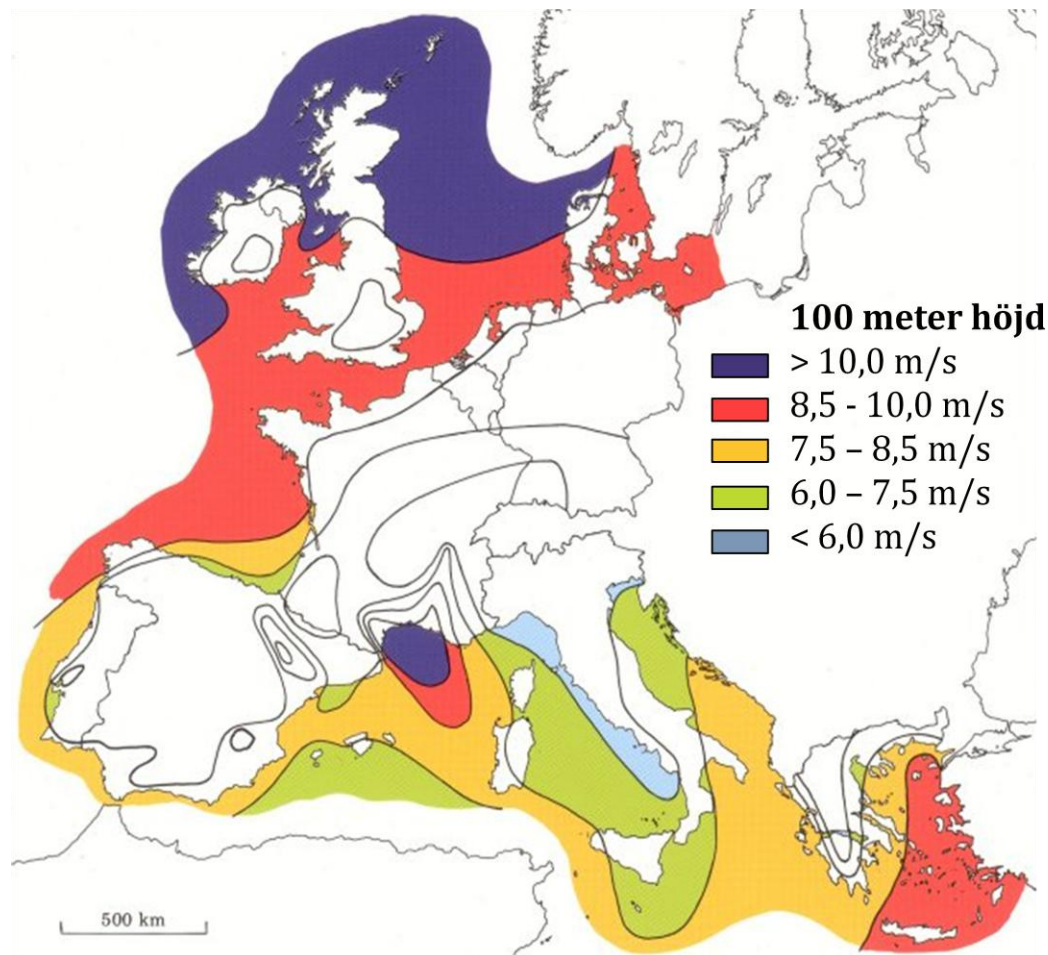 100 meter höjd
> 10,0 m/s
8,5 - 10,0 m/s
7,5 – 8,5 m/s
6,0 – 7,5 m/s
< 6,0 m/s
500 km